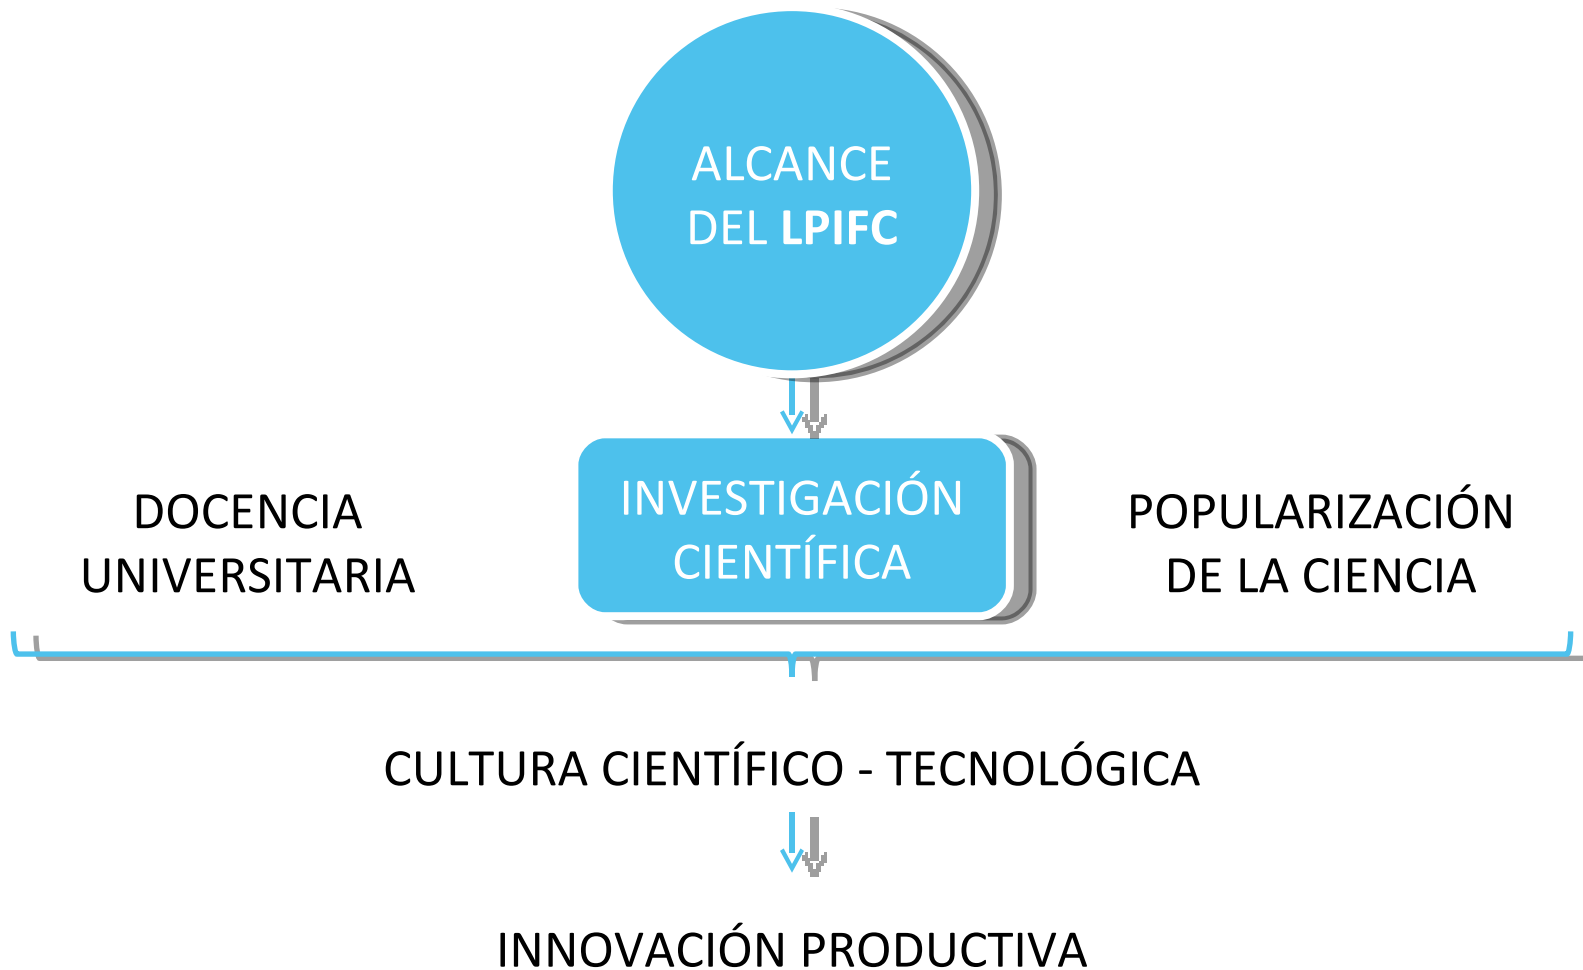 ALCANCE
DEL LPIFC
DOCENCIA
UNIVERSITARIA
INVESTIGACIÓN
CIENTÍFICA
POPULARIZACIÓN
DE LA CIENCIA
CULTURA CIENTÍFICO - TECNOLÓGICA
INNOVACIÓN PRODUCTIVA